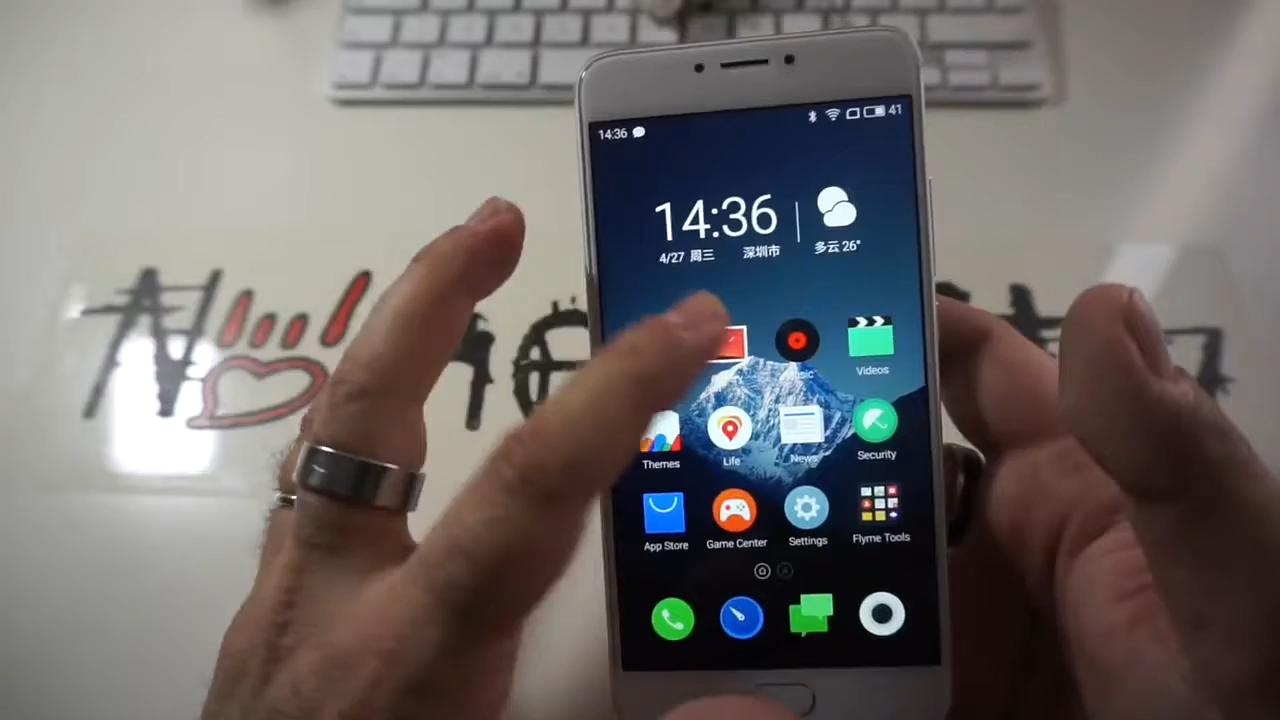 14:36
41
14:36
4/27 周三 深圳市 多云 26°
Videos
Themes Life News Security
App Store Game Center Settings Flyme Tools